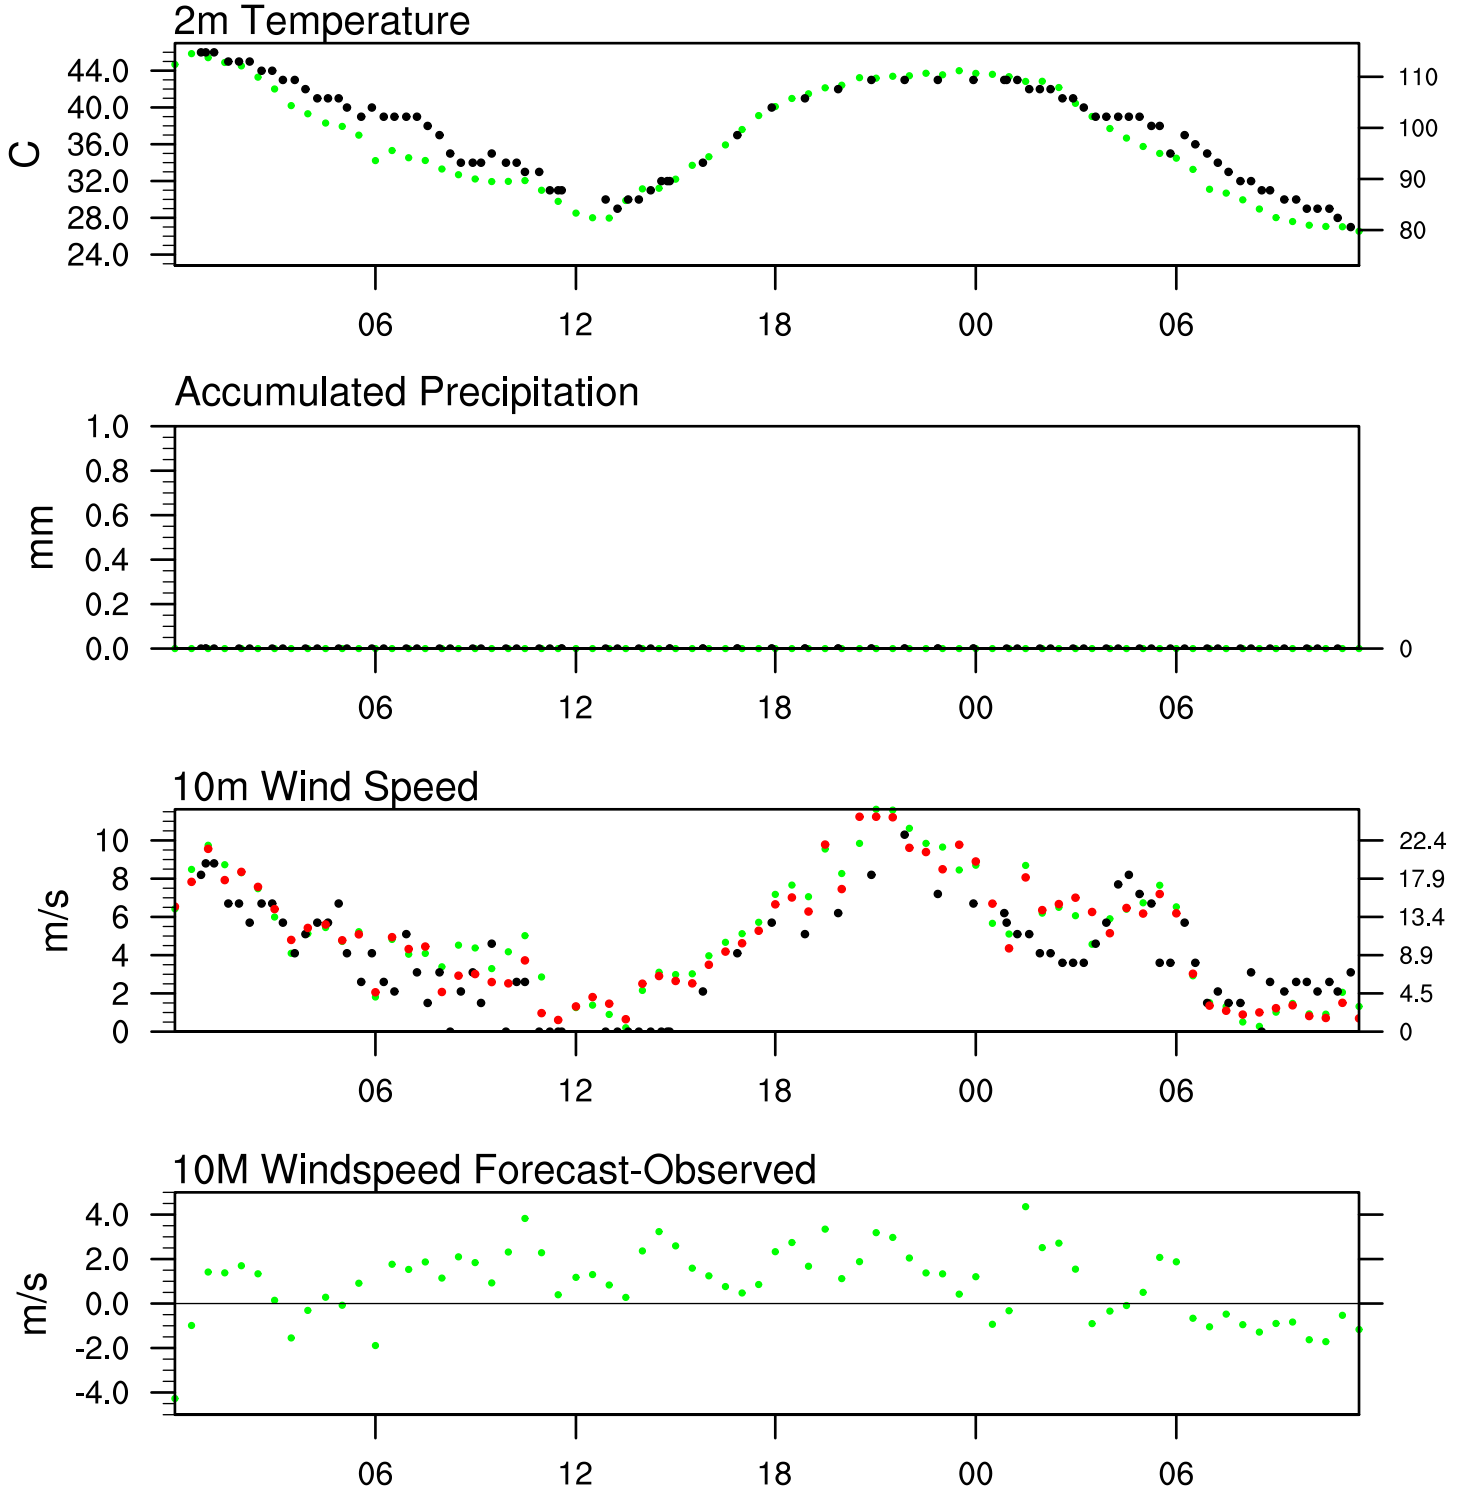 2m Temperature
44.0
40.0
36.0
32.0
28.0
24.0
C
110
100
90
80
06 12 18 00 06
Accumulated Precipitation
1.0
0.8
0.6
0.4
0.2
0.0
mm
0
06 12 18 00 06
10m Wind Speed
10
8
6
4
2
0
m/s
22.4
17.9
13.4
8.9
4.5
0
06 12 18 00 06
10M Windspeed Forecast-Observed
4.0
2.0
0.0
-2.0
-4.0
m/s
06 12 18 00 06